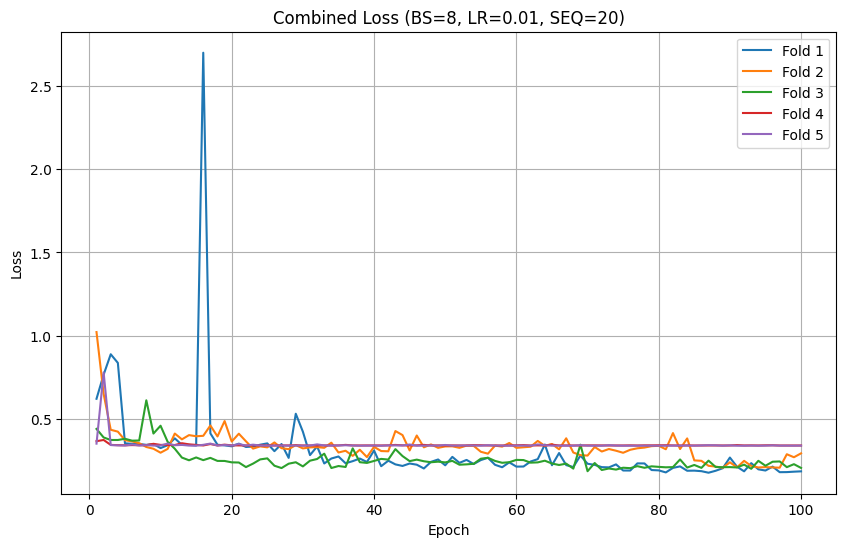 Combined Loss (BS=8, LR=0.01, SEQ=20)
Fold 1
Fold 2
Fold 3
Fold 4
Fold 5
2.5
2.0
1.5
1.0
0.5
Loss
0 20 40 60 80 100
Epoch